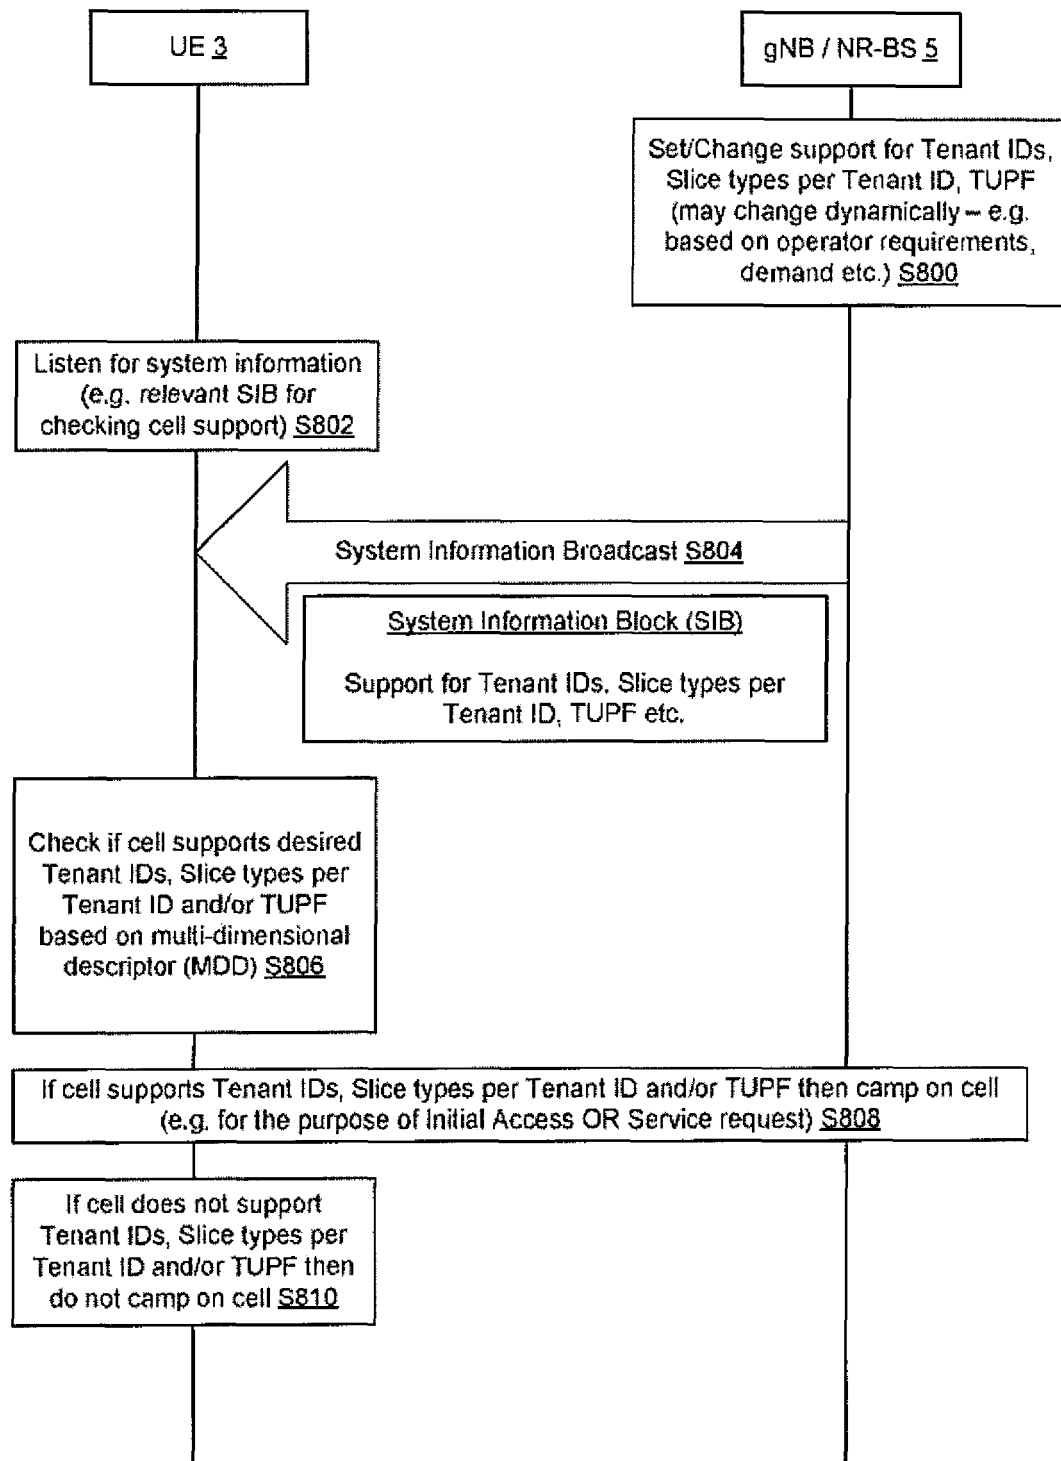 UE 3
gNB / NR-BS 5
Set/Change support for Tenant IDs,
Slice types per Tenant ID, TUPF
(may change dynamically – e.g.
based on operator requirements,
demand etc.) S800
Listen for system information
(e.g. relevant SIB for
checking cell support) S802
System Information Broadcast S804
System Information Block (SIB)
Support for Tenant IDs, Slice types per
Tenant ID, TUPF etc.
Check if cell supports desired
Tenant IDs, Slice types per
Tenant ID and/or TUPF
based on multi-dimensional
descriptor (MDD) S806
If cell supports Tenant IDs, Slice types per Tenant ID and/or TUPF then camp on cell
(e.g. for the purpose of Initial Access OR Service request) S808
If cell does not support
Tenant IDs, Slice types per
Tenant ID and/or TUPF then
do not camp on cell S810